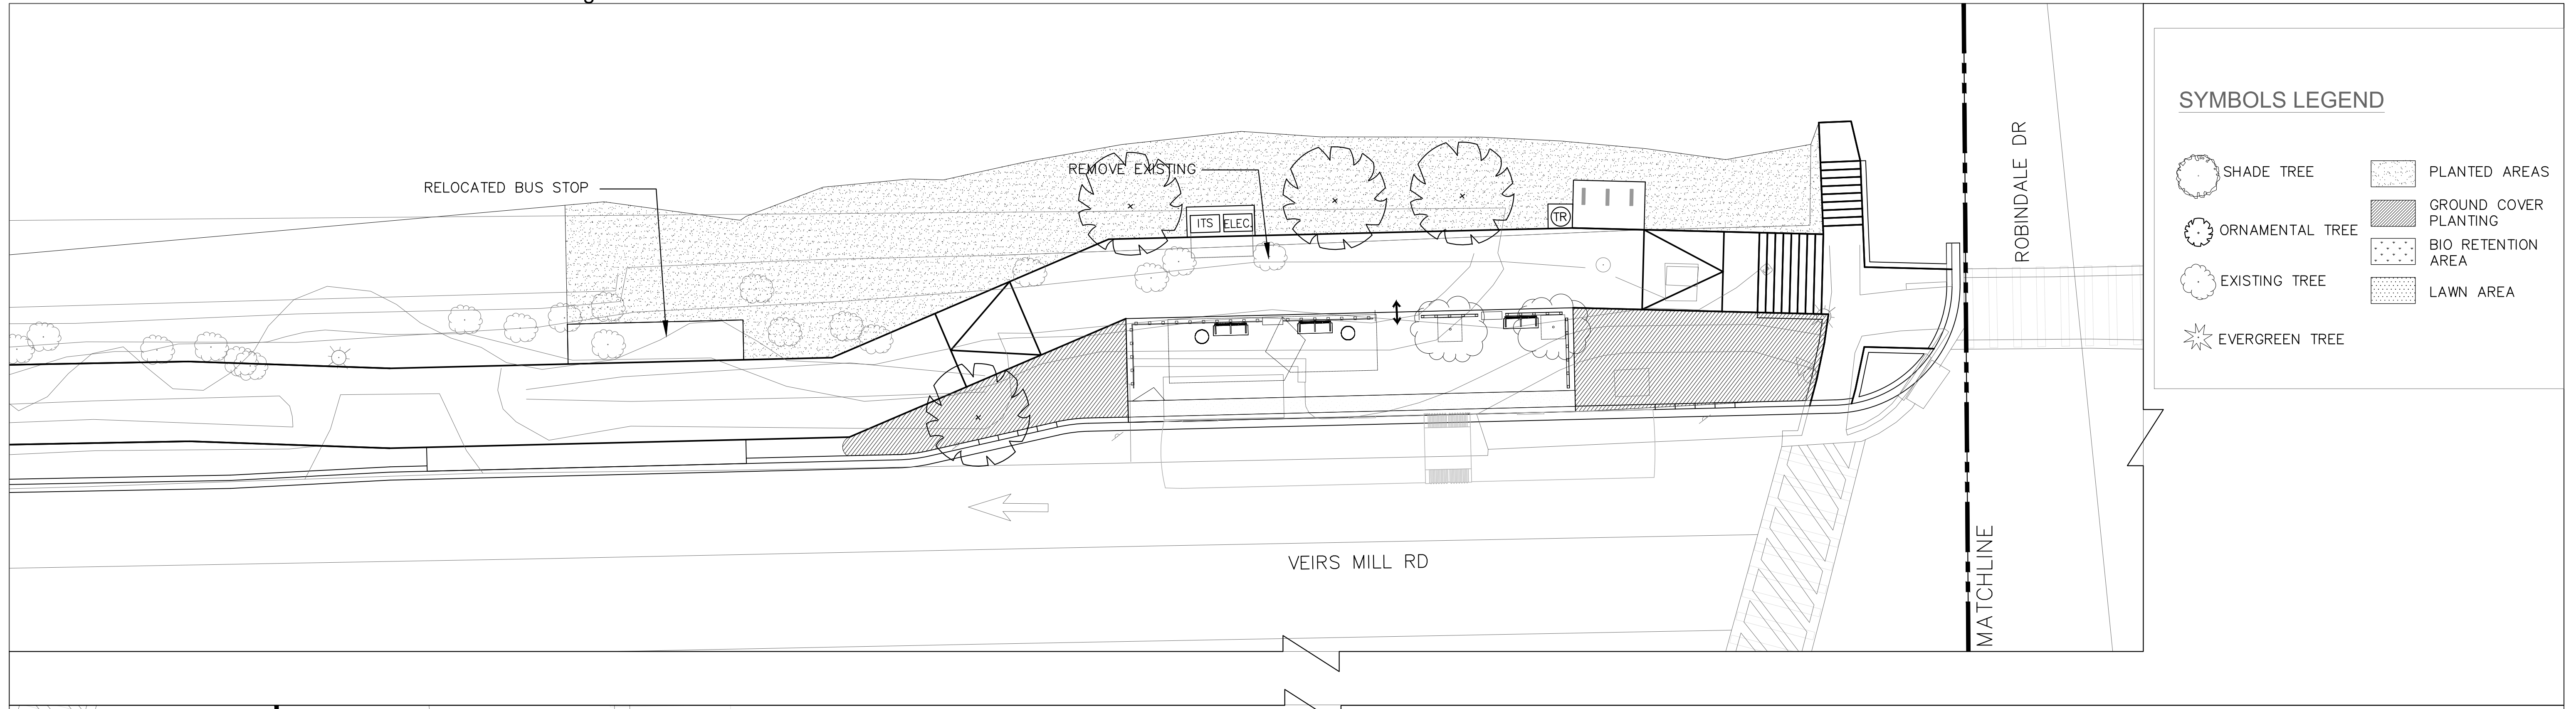 RELOCATED BUS STOP
REMOVE EXISTING
ITS
ELEC.
TR
VEIRS MILL RD
MATCHLINE
ROBINDALE DR
SYMBOLS LEGEND
SHADE TREE
ORNAMENTAL TREE
EXISTING TREE
EVERGREEN TREE
PLANTED AREAS
GROUND COVER
PLANTING
BIO RETENTION
AREA
LAWN AREA